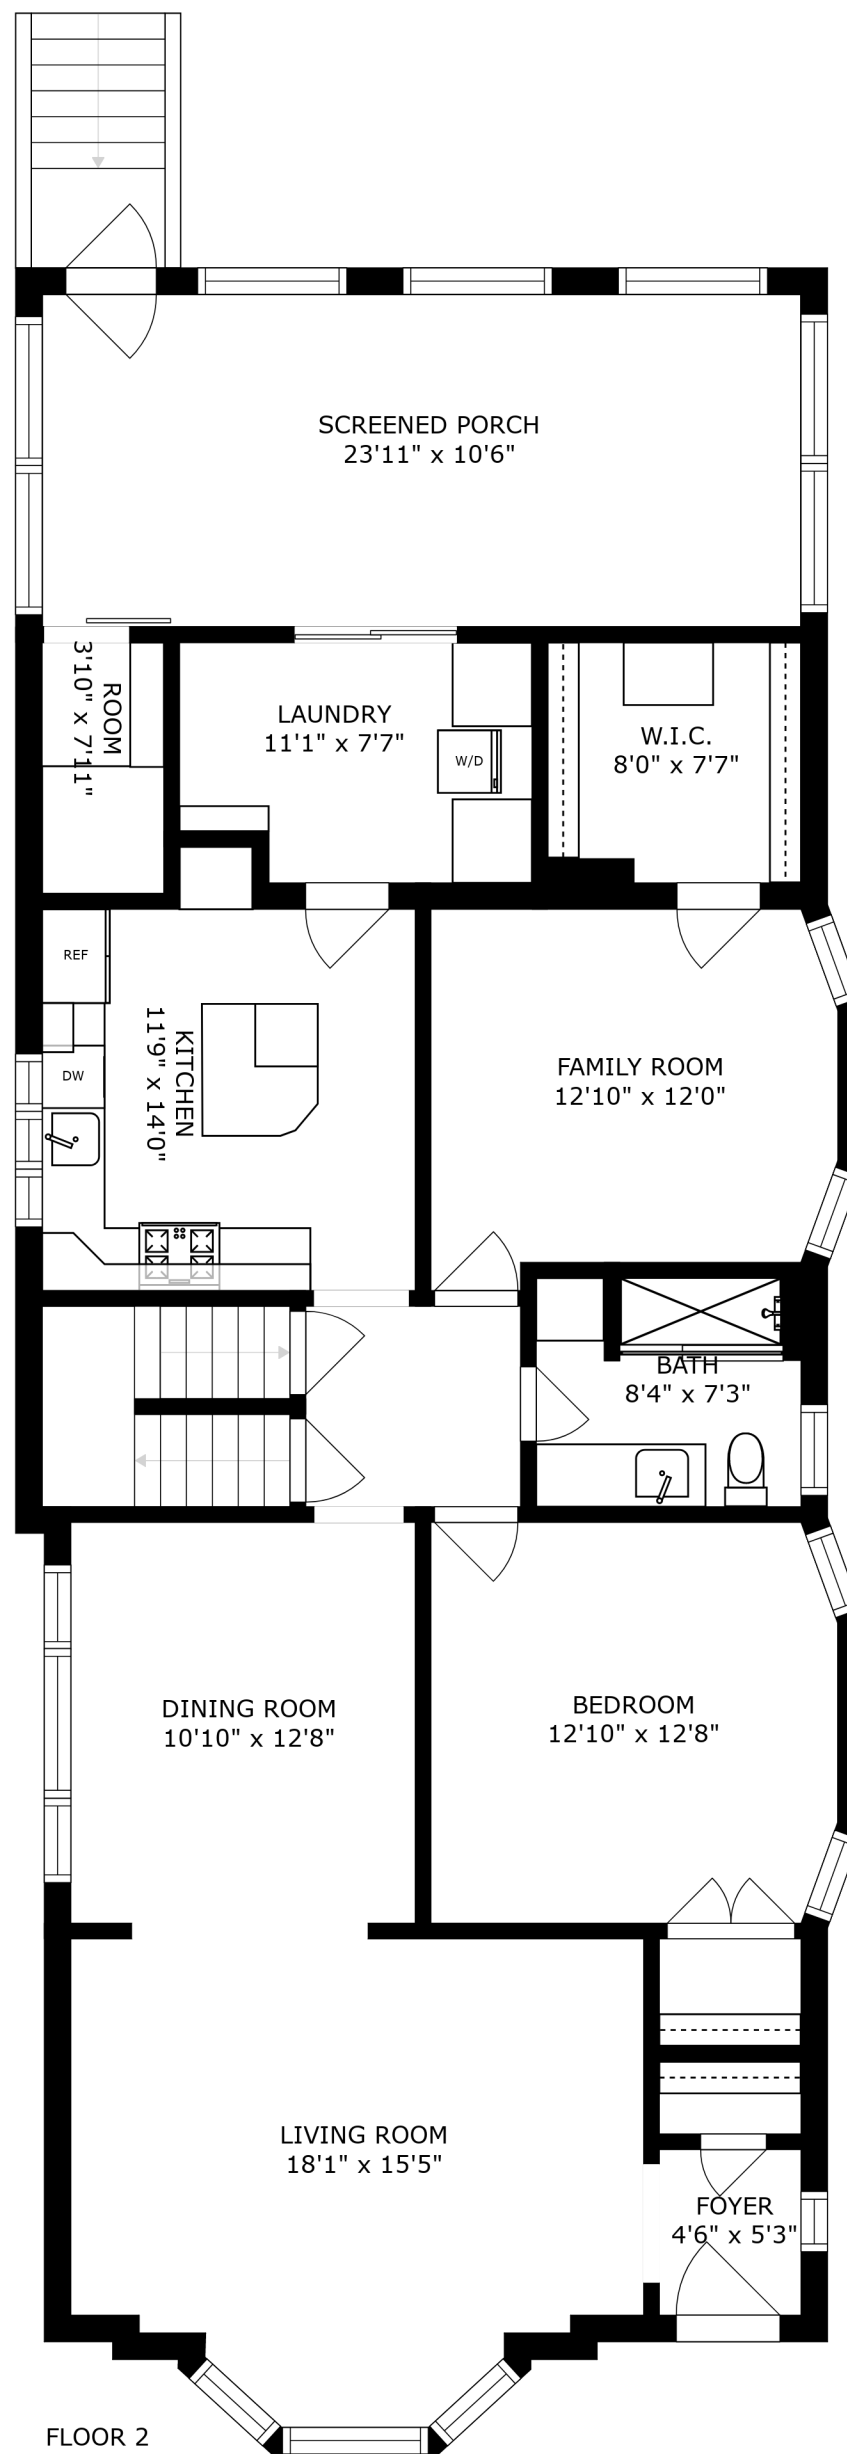 SCREENED PORCH
23'11" x 10'6"
ROOM
3'10" x 7'11"
LAUNDRY
11'1" x 7'7"
W/D
W.I.C.
8'0" x 7'7"
REF
DW
KITCHEN
11'9" x 14'0"
FAMILY ROOM
12'10" x 12'0"
BATH
8'4" x 7'3"
DINING ROOM
10'10" x 12'8"
BEDROOM
12'10" x 12'8"
LIVING ROOM
18'1" x 15'5"
FOYER
4'6" x 5'3"
FLOOR 2